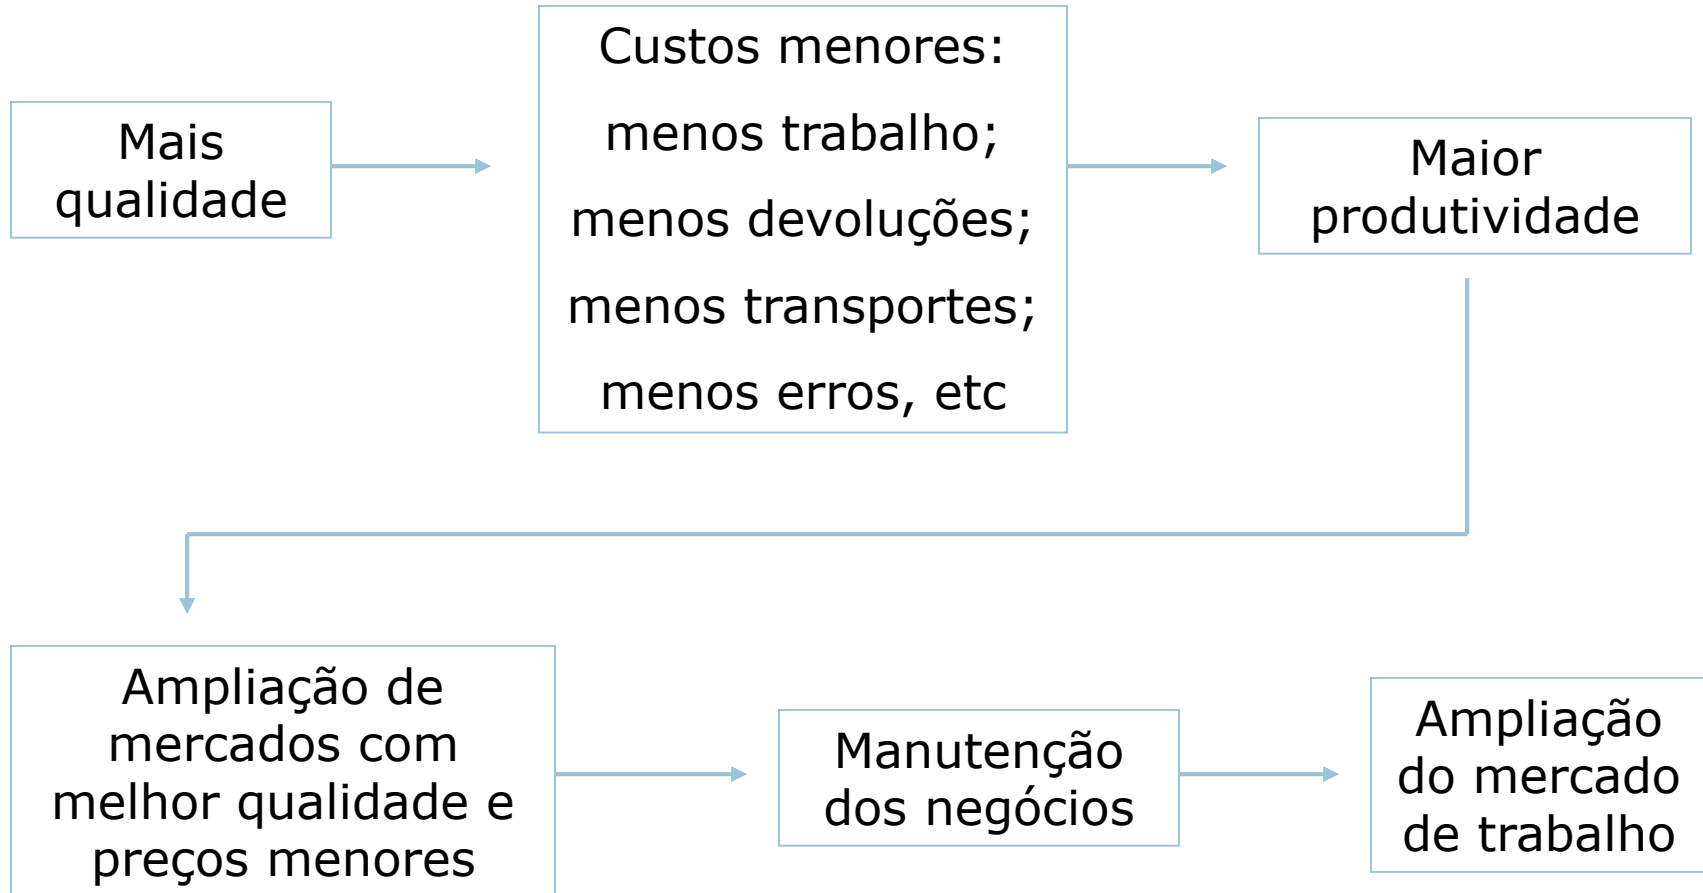 Mais
qualidade
Custos menores:
menos trabalho;
menos devoluções;
menos transportes;
menos erros, etc
Maior
produtividade
Ampliação de
mercados com
melhor qualidade e
preços menores
Manutenção
dos negócios
Ampliação
do mercado
de trabalho